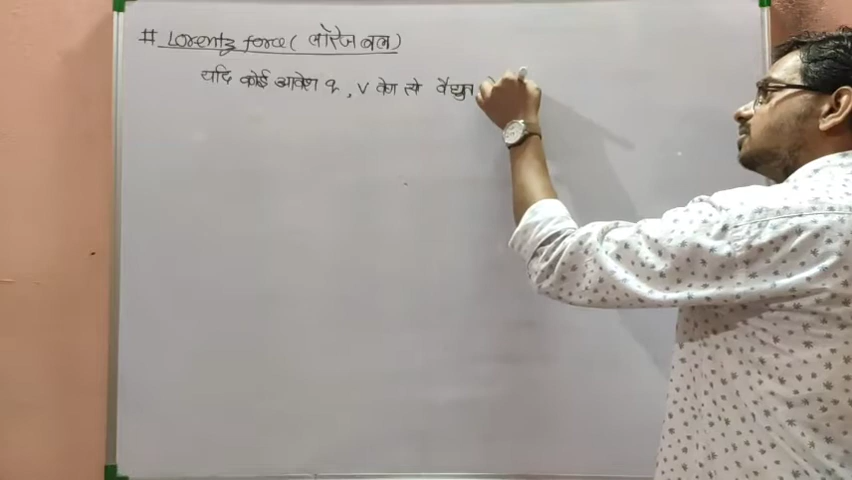 # Lorentz force ( लॉरेंज बल )
यदि कोई आवेश q , v वेग से वैद्युत